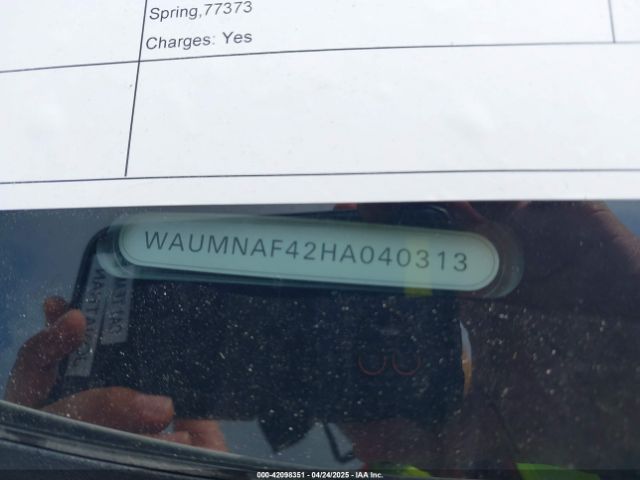 Spring,77373
Charges: Yes
WAUMNAF42HA040313
000-42098351 - 04/24/2025 - IAA Inc.